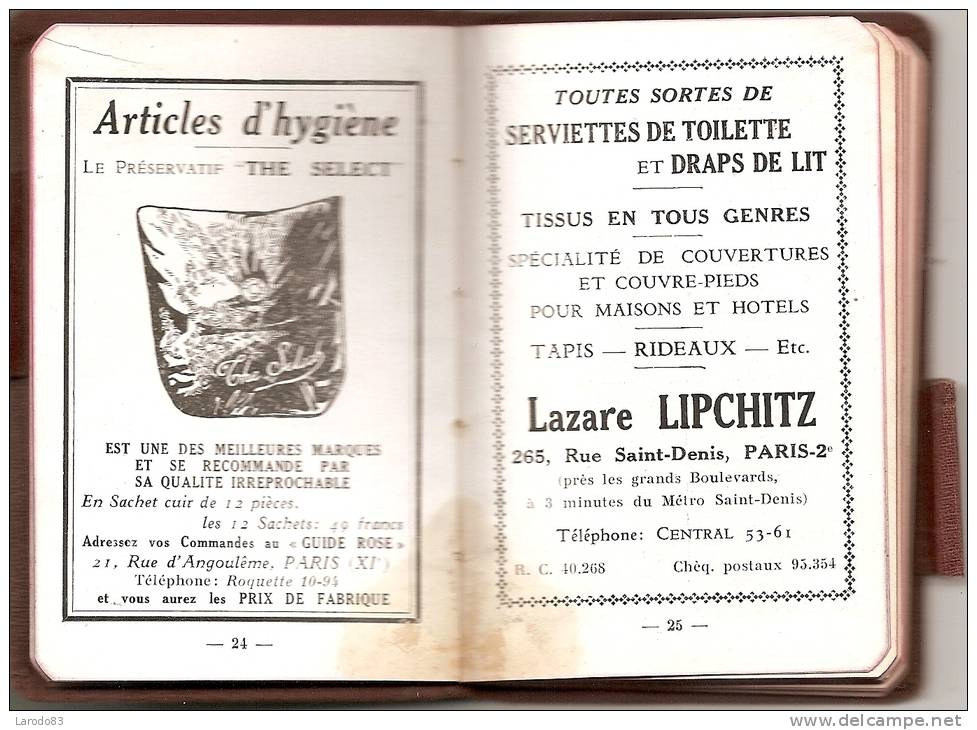 Articles d'hygiène
LE PRÉSERVATIF "THE SELECT"
The Select
EST UNE DES MEILLEURES MARQUES
ET SE RECOMMANDE PAR
SA QUALITE IRREPROCHABLE
En Sachet cuir de 12 pièces.
les 12 Sachets: 49 francs
Adressez vos Commandes au « GUIDE ROSE »
21, Rue d'Angoulême, PARIS (XIe)
Téléphone: Roquette 10-94
et vous aurez les PRIX DE FABRIQUE
— 24 —
TOUTES SORTES DE
SERVIETTES DE TOILETTE
ET DRAPS DE LIT
TISSUS EN TOUS GENRES
SPÉCIALITÉ DE COUVERTURES
ET COUVRE-PIEDS
POUR MAISONS ET HOTELS
TAPIS — RIDEAUX — Etc.
Lazare LIPCHITZ
265, Rue Saint-Denis, PARIS-2e
(près les grands Boulevards,
à 3 minutes du Métro Saint-Denis)
Téléphone: CENTRAL 53-61
R. C. 40.268 Chèq. postaux 95.354
— 25 —
Larodo83
www.delcampe.net